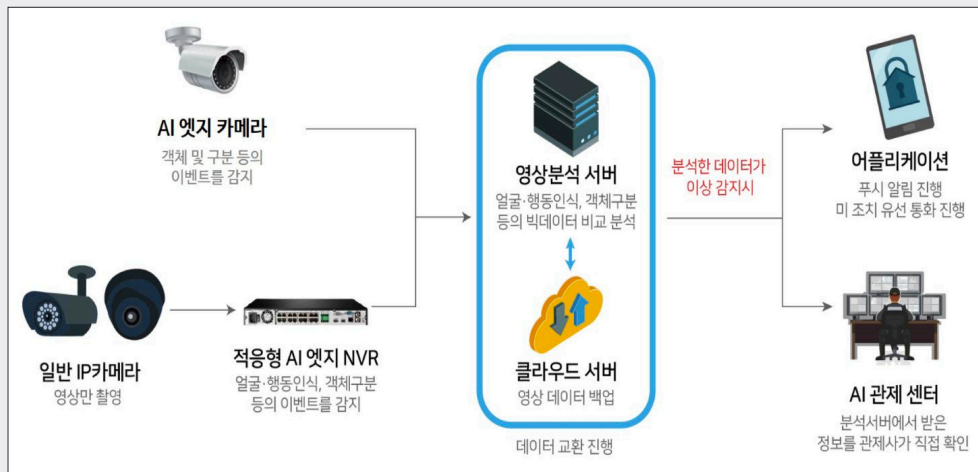 AI 엣지 카메라
객체 및 구분 등의
이벤트를 감지
일반 IP카메라
영상만 촬영
적응형 AI 엣지 NVR
얼굴·행동인식, 객체구분
등의 이벤트를 감지
영상분석 서버
얼굴·행동인식, 객체구분
등의 빅데이터 비교 분석
클라우드 서버
영상 데이터 백업
데이터 교환 진행
분석한 데이터가
이상 감지시
어플리케이션
푸시 알림 진행
미 조치 유선 통화 진행
AI 관제 센터
분석서버에서 받은
정보를 관제사가 직접 확인